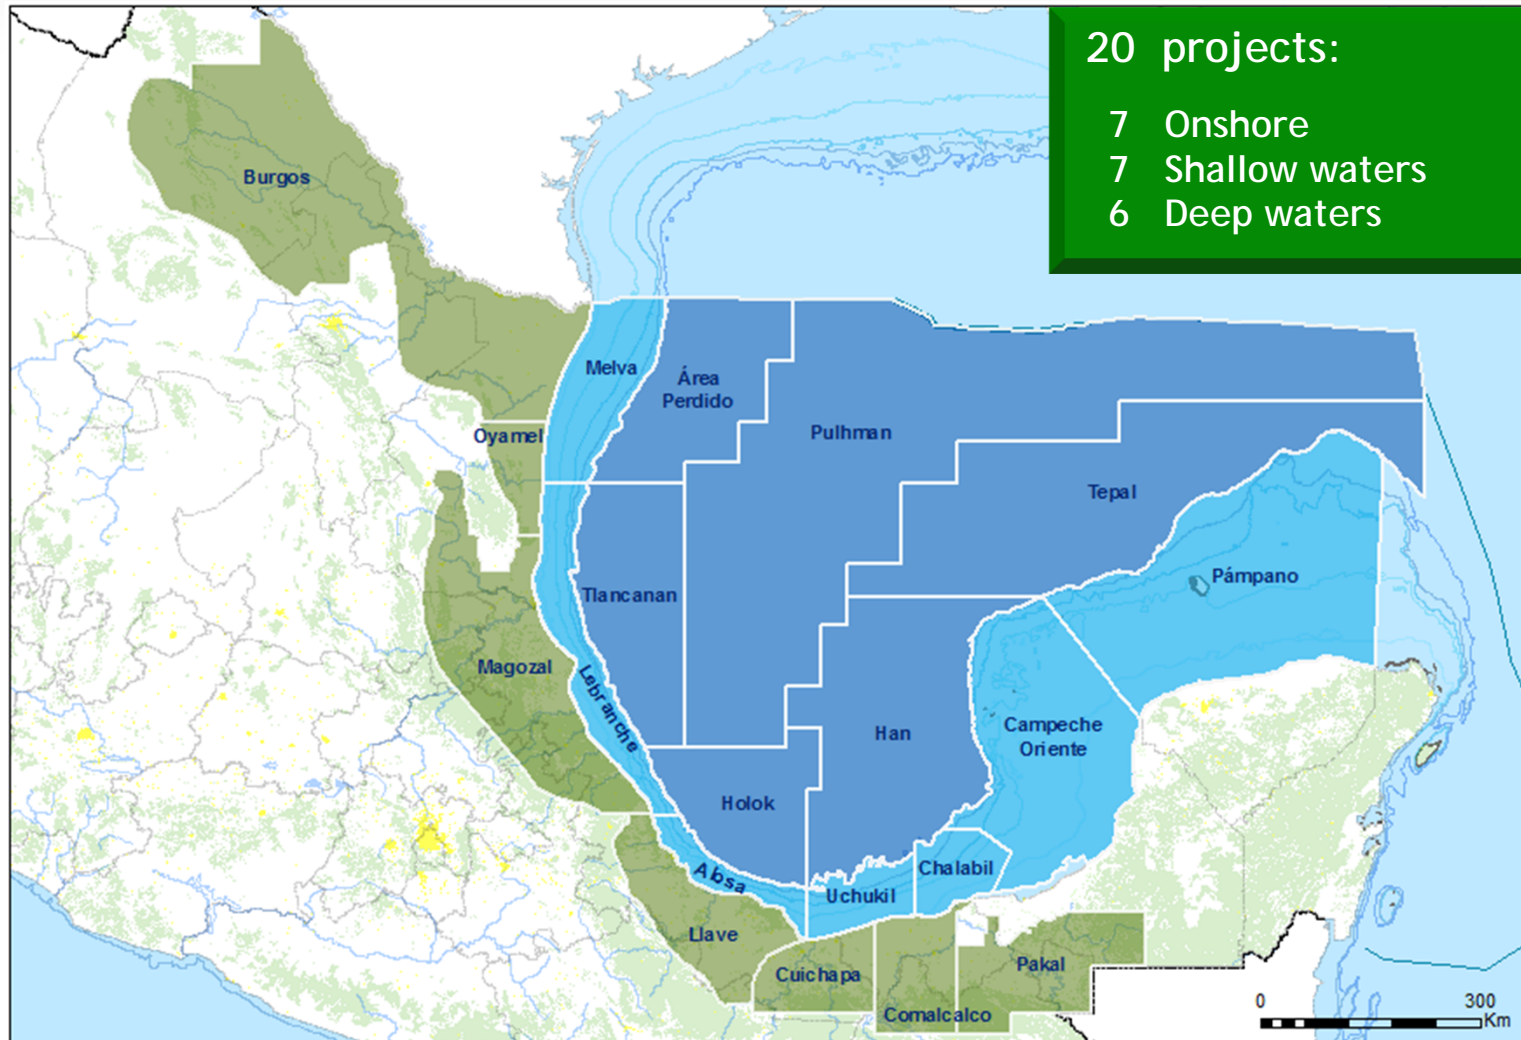 20 projects:
7 Onshore
7 Shallow waters
6 Deep waters
Burgos
Melva
Área
Perdido
Oyamel
Pulhman
Tepal
Pámpano
Tlancanan
Magozal
Lebranche
Campeche
Oriente
Han
Holok
Chalabil
Absa
Uchukil
Llave
Cuichapa
Pakal
Comalcalco
0 300
Km